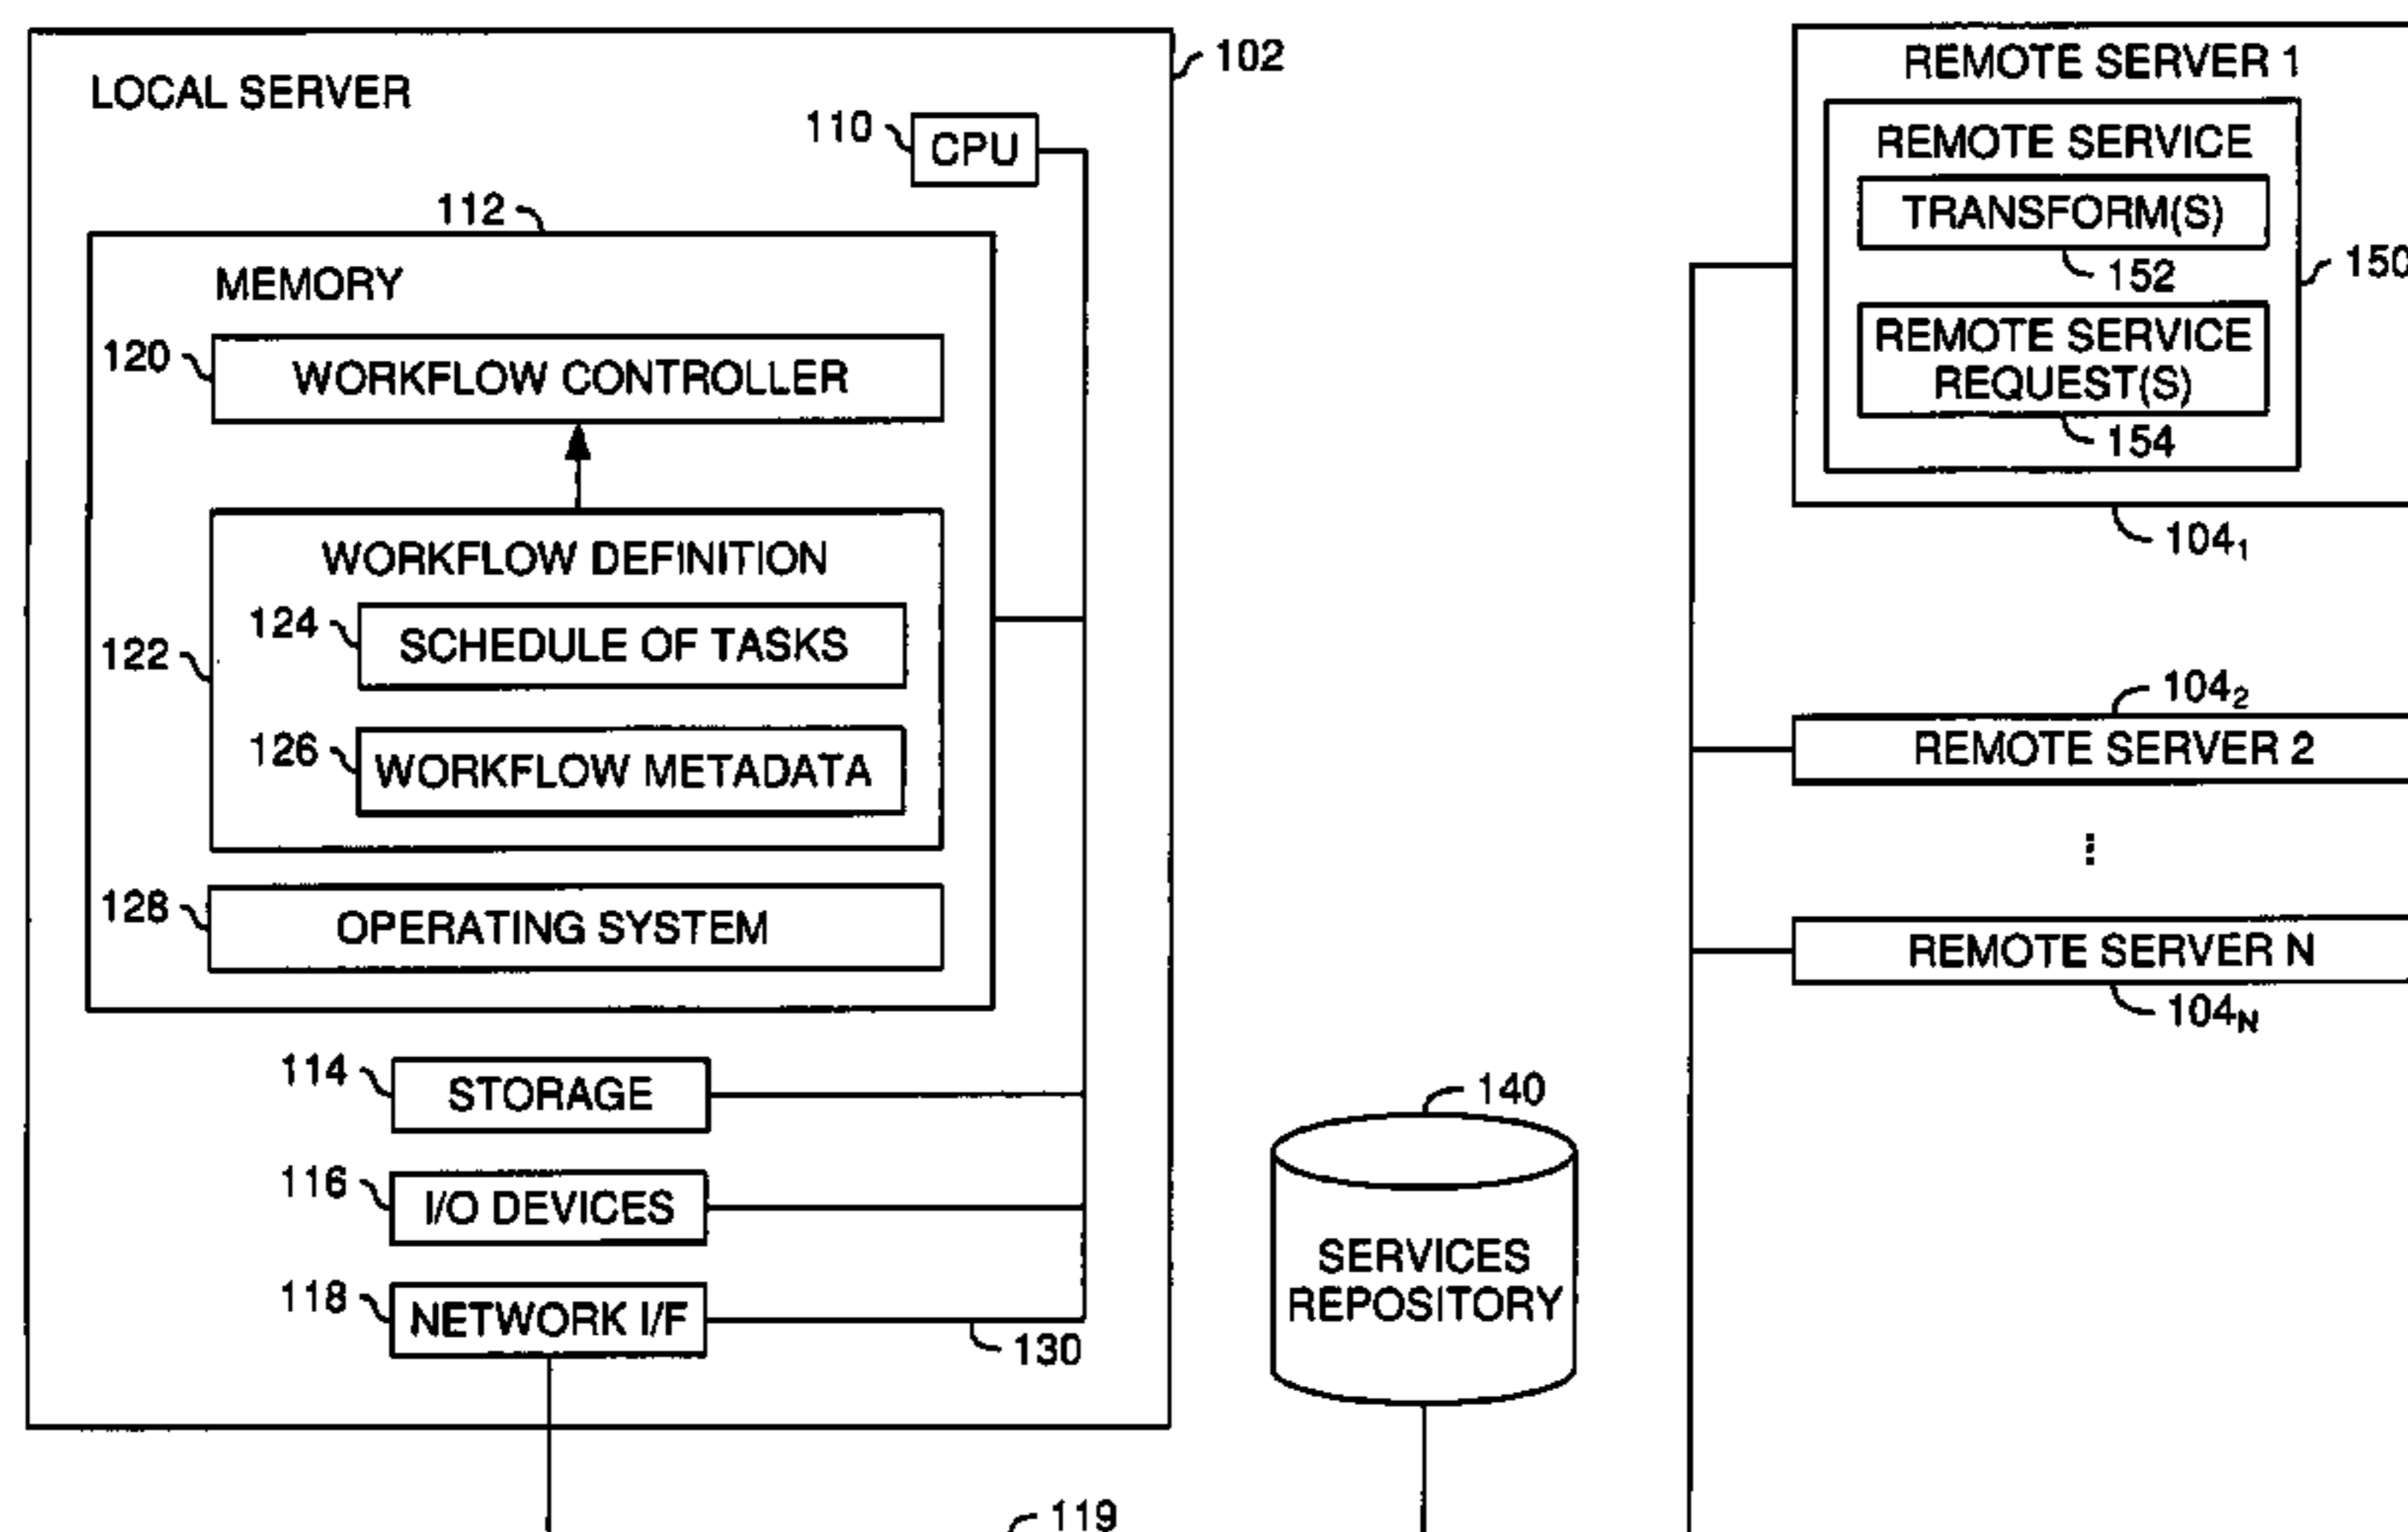 LOCAL SERVER
102
110
CPU
112
MEMORY
120
WORKFLOW CONTROLLER
122
WORKFLOW DEFINITION
124
SCHEDULE OF TASKS
126
WORKFLOW METADATA
128
OPERATING SYSTEM
114
STORAGE
116
I/O DEVICES
118
NETWORK I/F
130
119
140
SERVICES
REPOSITORY
REMOTE SERVER 1
REMOTE SERVICE
TRANSFORM(S)
152
150
REMOTE SERVICE
REQUEST(S)
154
104₁
104₂
REMOTE SERVER 2
⋮
REMOTE SERVER N
104N